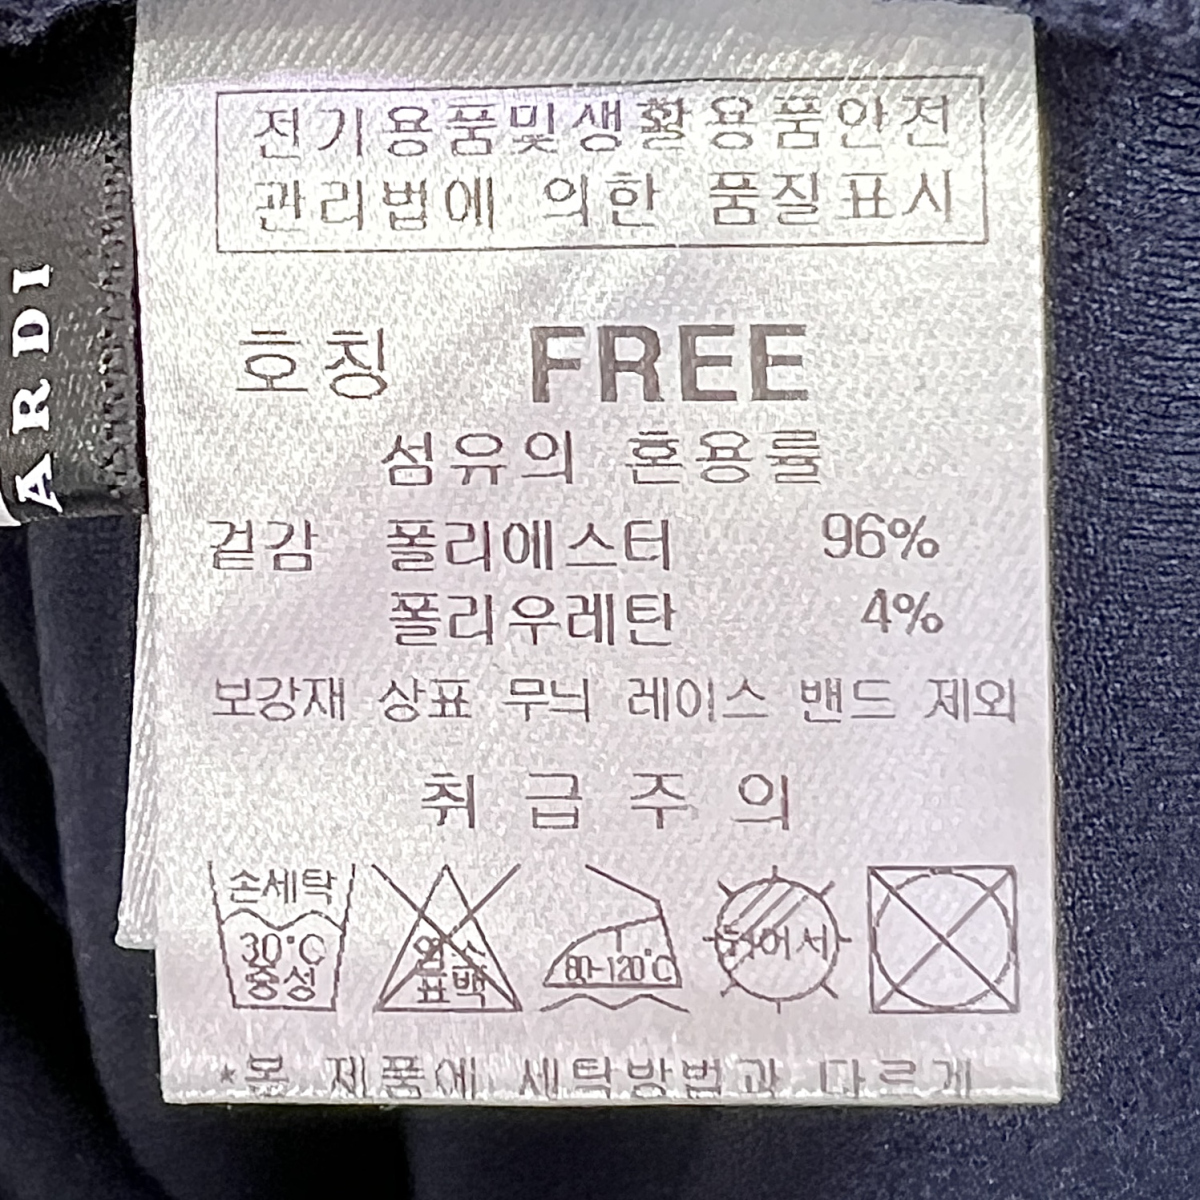 전기용품및생활용품안전
관리법에 의한 품질표시
호칭 FREE
섬유의 혼용률
겉감 폴리에스터 96%
폴리우레탄 4%
보강재 상표 무늬 레이스 밴드 제외
취급주의
손세탁
30°C
중성
염소
표백
80-120°C
뉘어서
*본 제품에 세탁방법과 다르게
ARDI